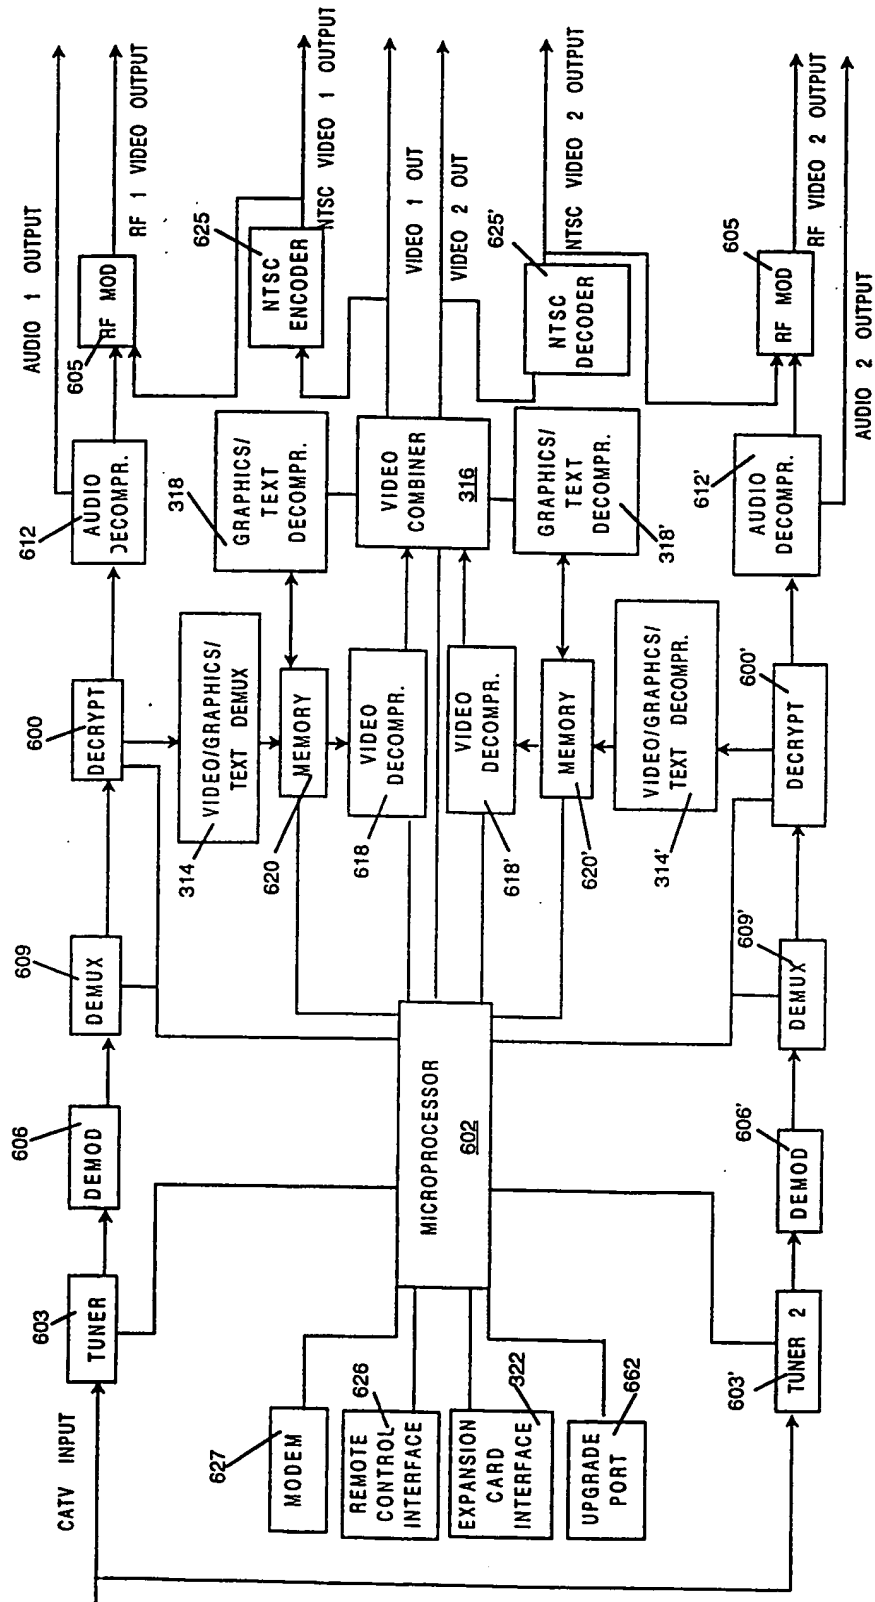 CATV INPUT
603
TUNER
606
DEMOD
609
DEMUX
600
DECRYPT
612
AUDIO
DECOMPR.
605
RF MOD
AUDIO 1 OUTPUT
RF 1 VIDEO OUTPUT
314
VIDEO/GRAPHICS/
TEXT DEMUX
318
GRAPHICS/
TEXT
DECOMPR.
625
NTSC
ENCODER
NTSC VIDEO 1 OUTPUT
627
MODEM
620
MEMORY
626
REMOTE
CONTROL
INTERFACE
618
VIDEO
DECOMPR.
VIDEO 1 OUT
MICROPROCESSOR
602
VIDEO
COMBINER
316
VIDEO 2 OUT
322
EXPANSION
CARD
INTERFACE
618'
VIDEO
DECOMPR.
662
UPGRADE
PORT
620'
MEMORY
318'
GRAPHICS/
TEXT
DECOMPR.
625'
NTSC
DECODER
NTSC VIDEO 2 OUTPUT
314'
VIDEO/GRAPHCS/
TEXT DECOMPR.
603'
TUNER 2
606'
DEMOD
609'
DEMUX
600'
DECRYPT
612'
AUDIO
DECOMPR.
605
RF MOD
RF VIDEO 2 OUTPUT
AUDIO 2 OUTPUT